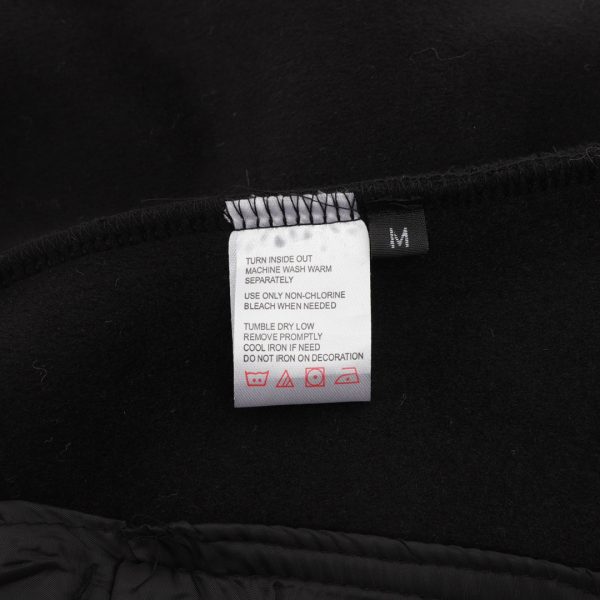 M
TURN INSIDE OUT
MACHINE WASH WARM
SEPARATELY
USE ONLY NON-CHLORINE
BLEACH WHEN NEEDED
TUMBLE DRY LOW
REMOVE PROMPTLY
COOL IRON IF NEED
DO NOT IRON ON DECORATION